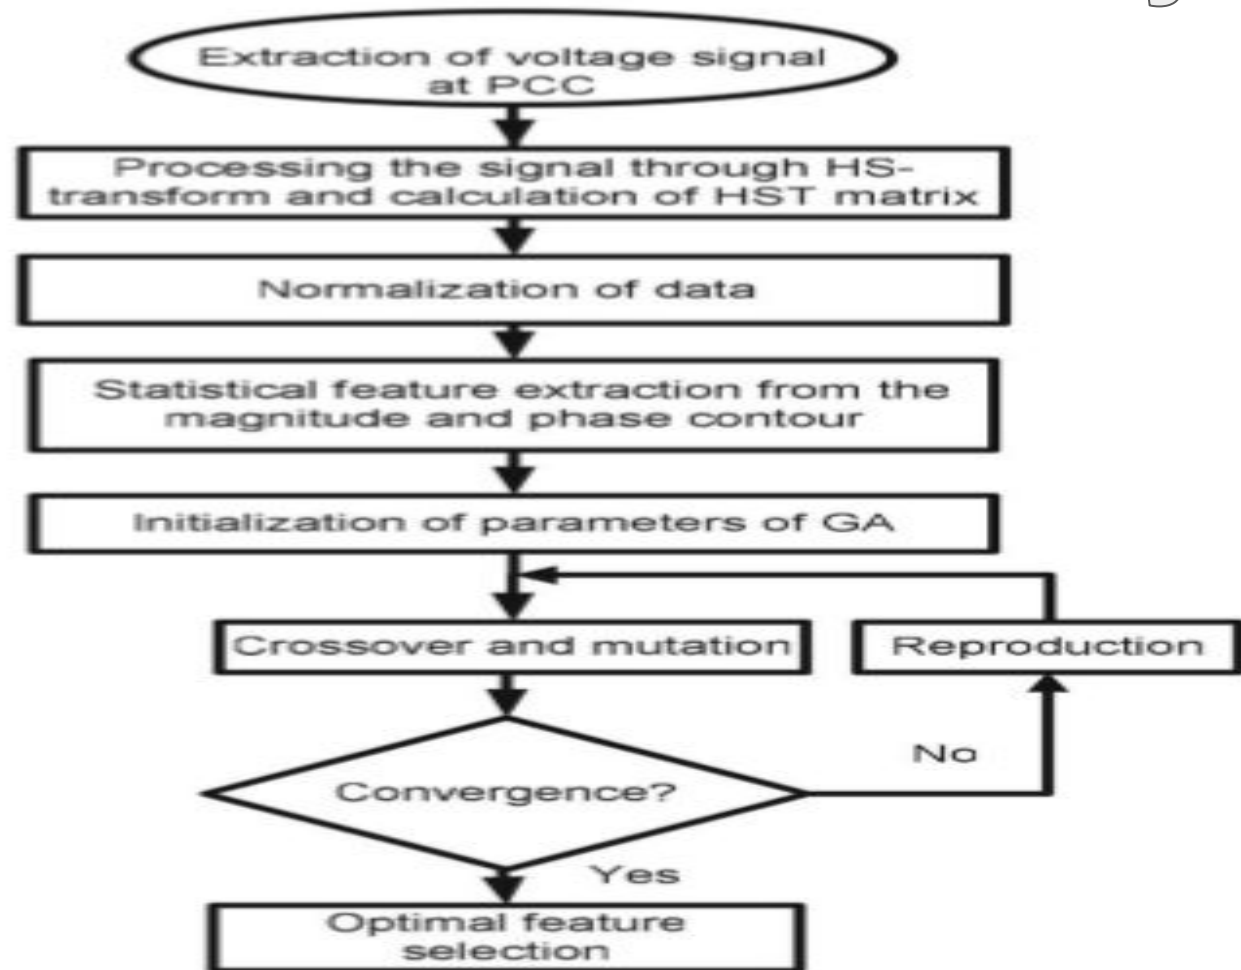 Extraction of voltage signal
at PCC
Processing the signal through HS-
transform and calculation of HST matrix
Normalization of data
Statistical feature extraction from the
magnitude and phase contour
Initialization of parameters of GA
Crossover and mutation
Reproduction
No
Convergence?
Yes
Optimal feature
selection